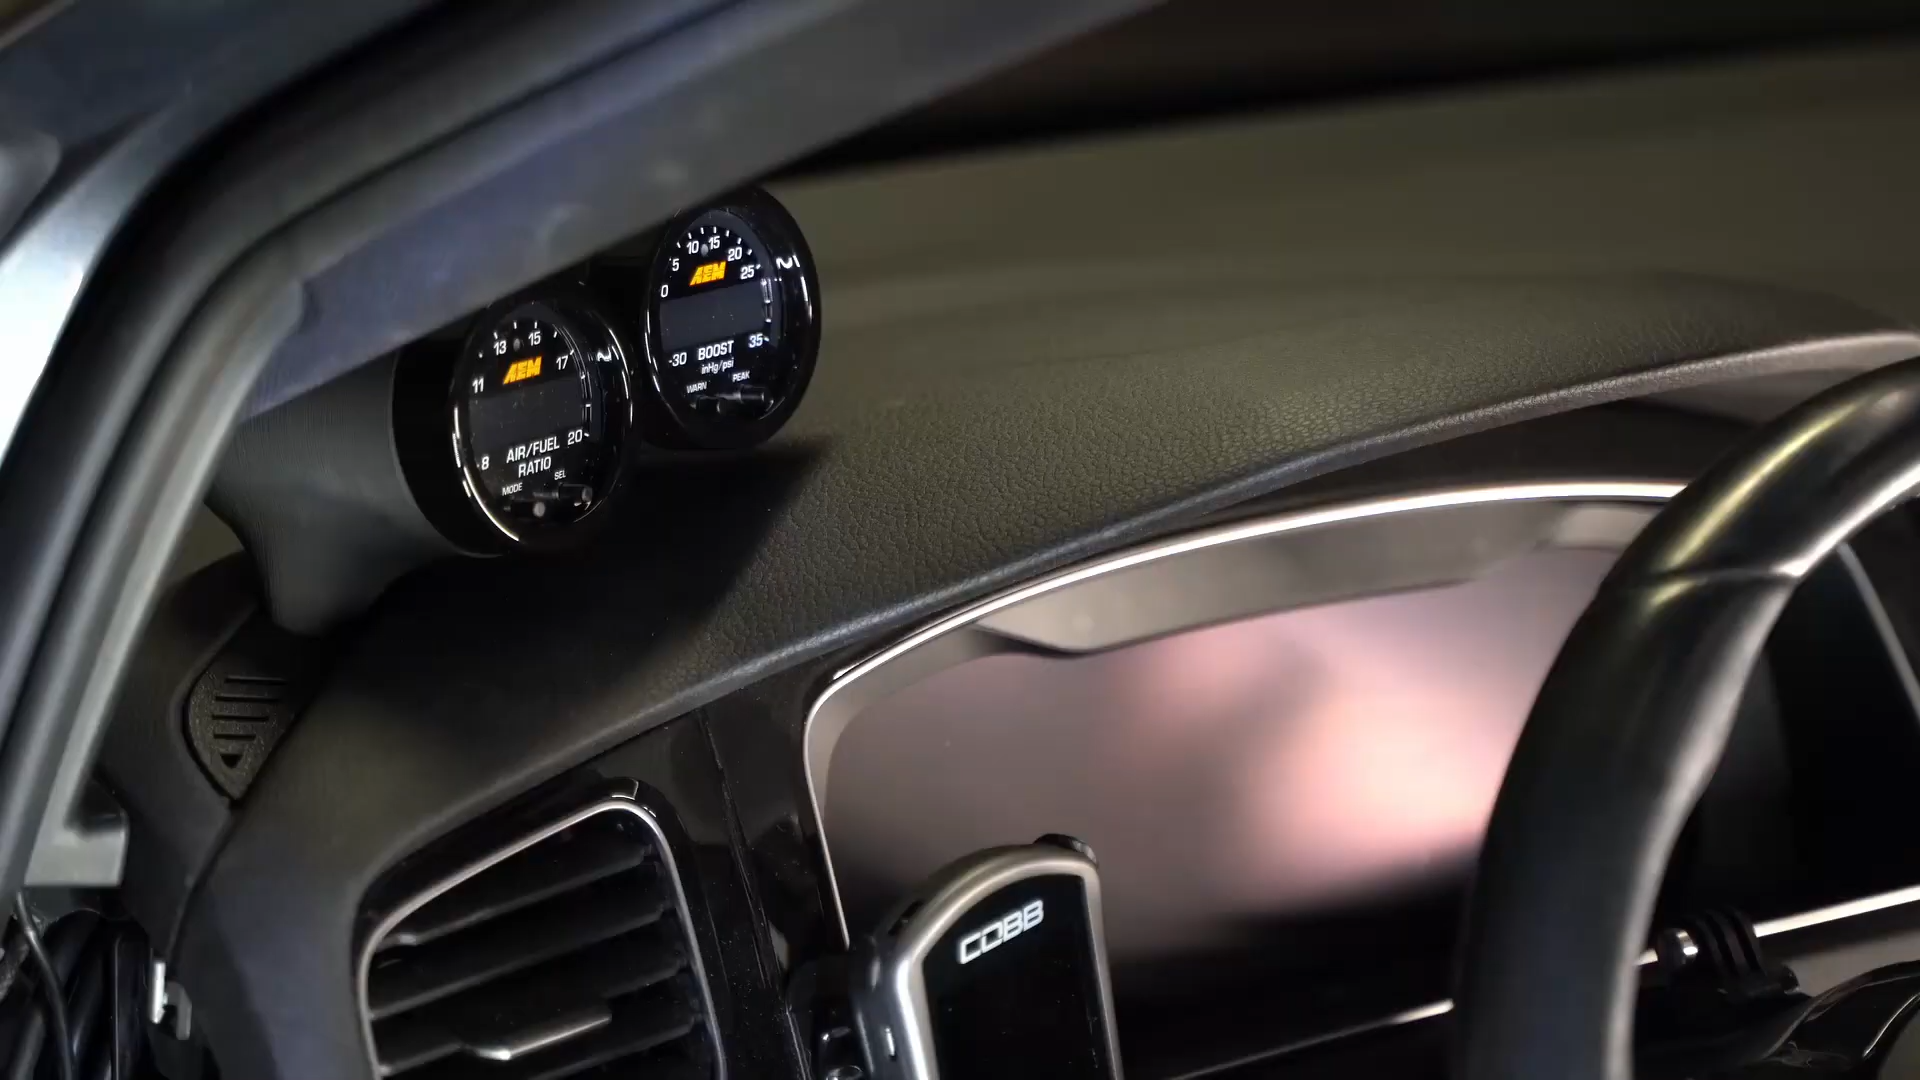 10 15
5 20
AEM 25
0
-30 BOOST 35
inHg/psi
WARN PEAK
13 15
AEM 17
11
AIR/FUEL 20
8 RATIO
MODE SEL
COBB